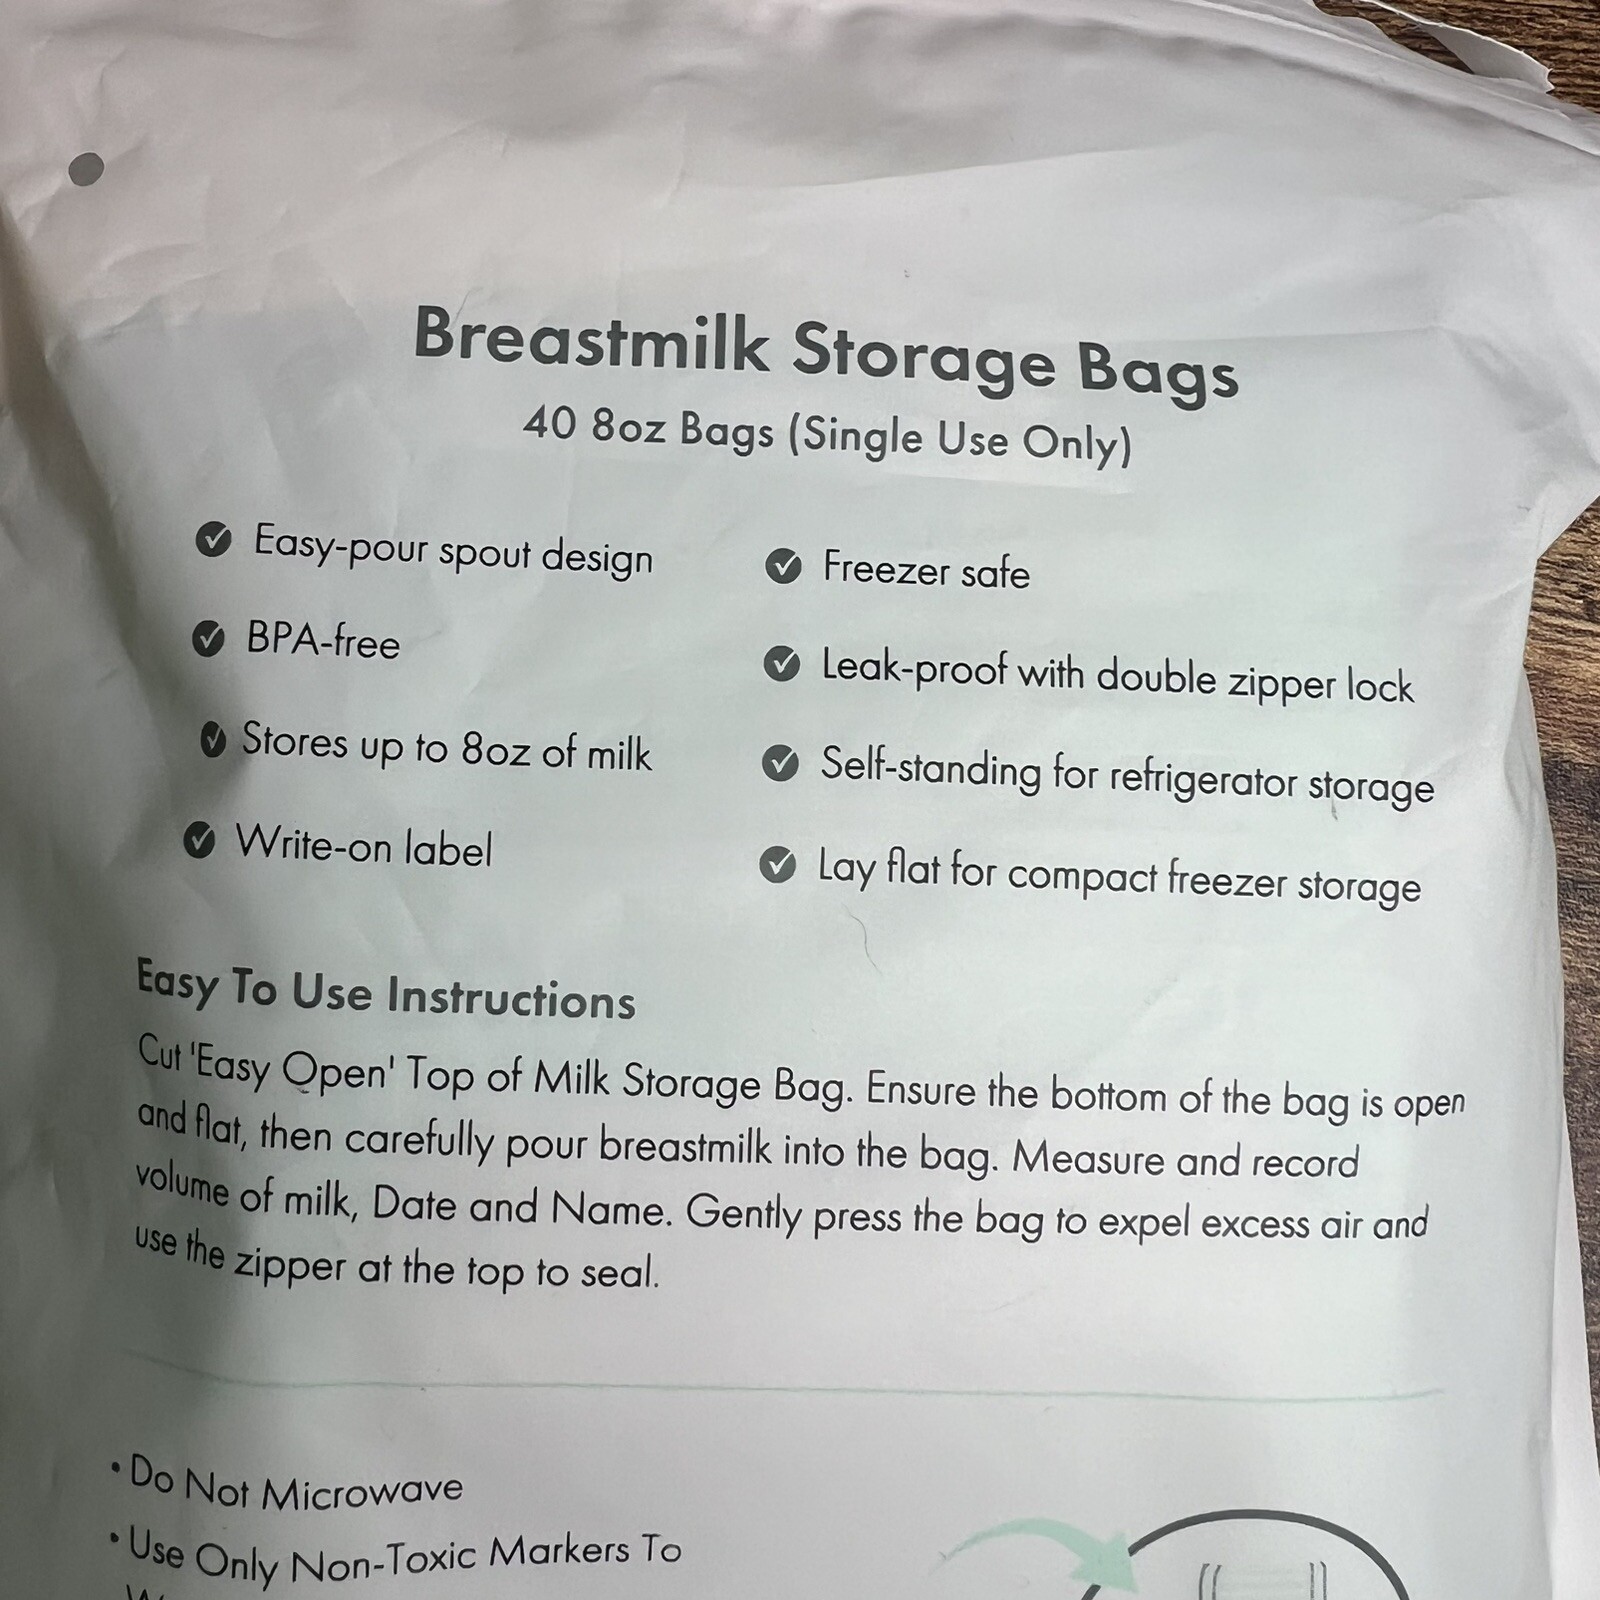 Breastmilk Storage Bags
40 8oz Bags (Single Use Only)
Easy-pour spout design
BPA-free
Stores up to 8oz of milk
Write-on label
Freezer safe
Leak-proof with double zipper lock
Self-standing for refrigerator storage
Lay flat for compact freezer storage
Easy To Use Instructions
Cut 'Easy Open' Top of Milk Storage Bag. Ensure the bottom of the bag is open
and flat, then carefully pour breastmilk into the bag. Measure and record
volume of milk, Date and Name. Gently press the bag to expel excess air and
use the zipper at the top to seal.
• Do Not Microwave
• Use Only Non-Toxic Markers To